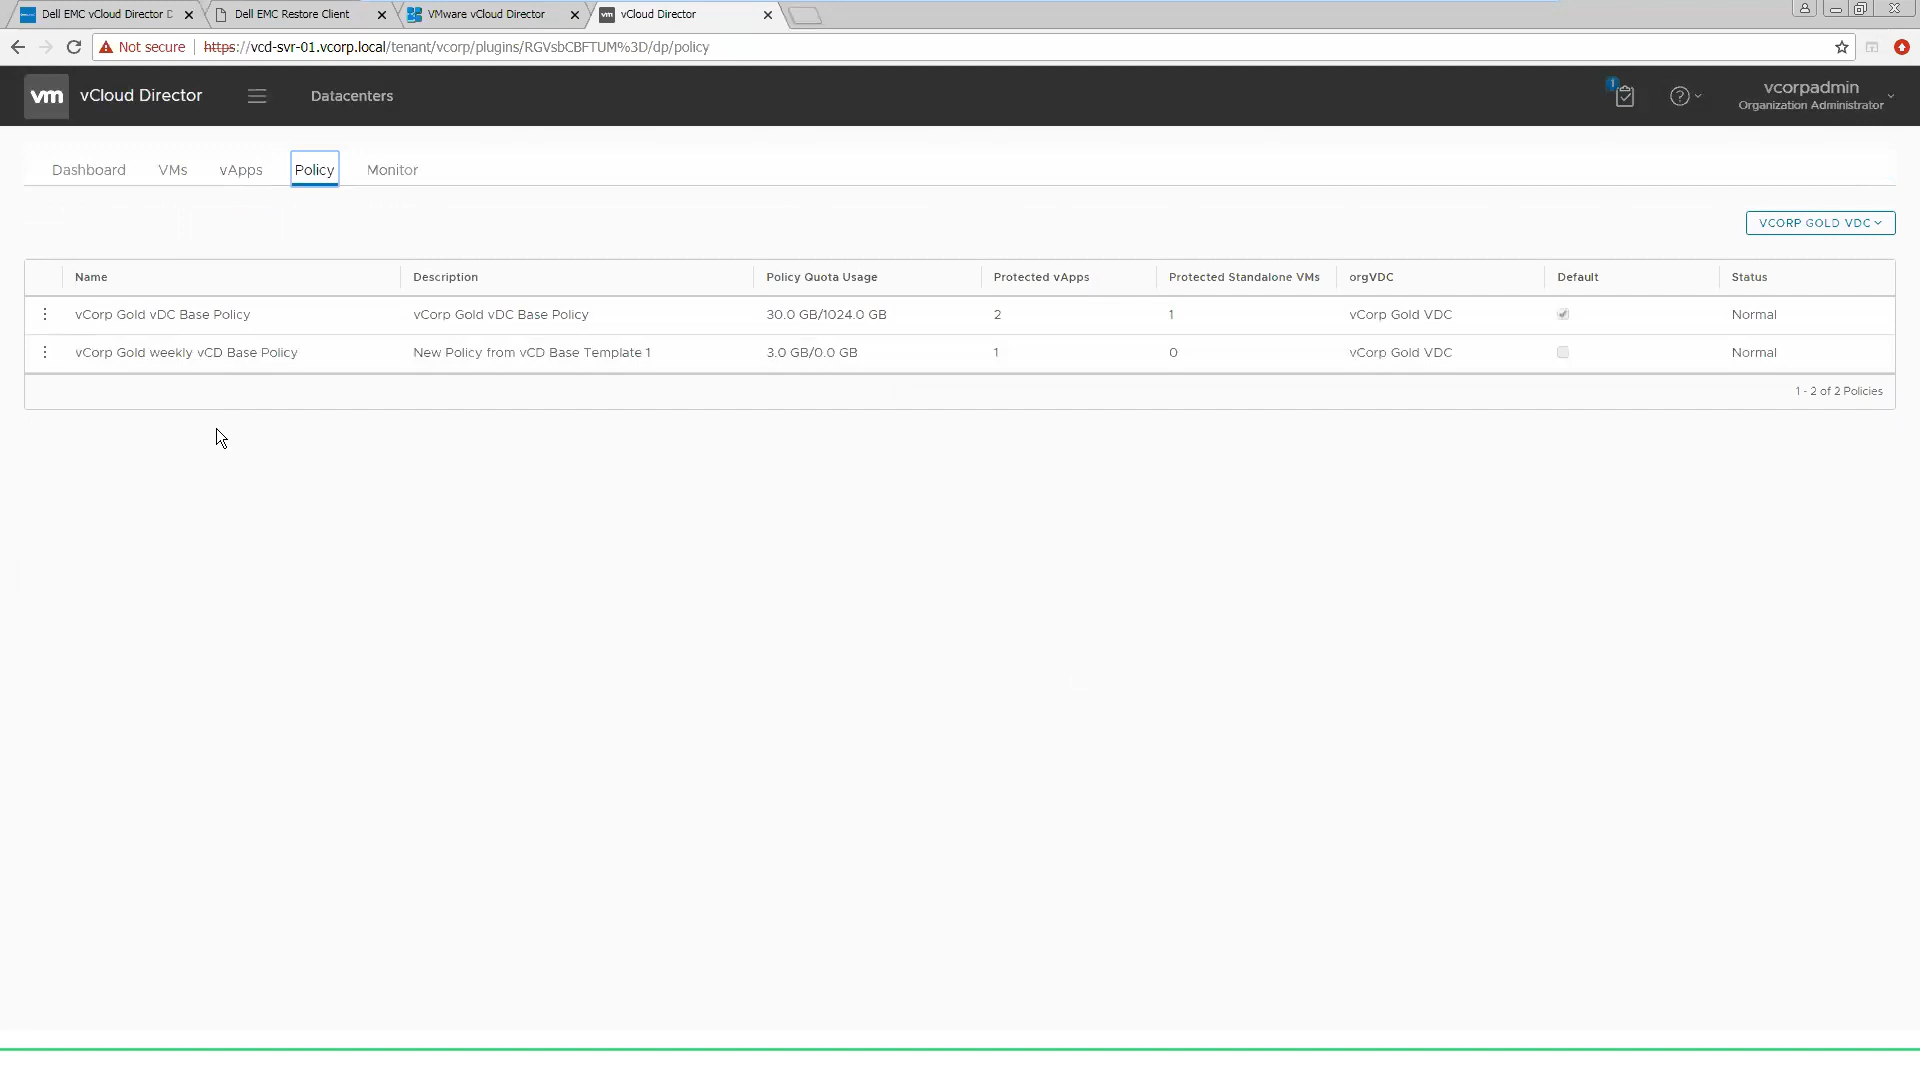 Dell EMC vCloud Director D
Dell EMC Restore Client
VMware vCloud Director
vm vCloud Director
Not secure https://vcd-svr-01.vcorp.local/tenant/vcorp/plugins/RGVsbCBFTUM%3D/dp/policy
vm vCloud Director Datacenters 1 ? vcorpadmin
Organization Administrator
Dashboard VMs vApps Policy Monitor
VCORP GOLD VDC
Name Description Policy Quota Usage Protected vApps Protected Standalone VMs orgVDC Default Status
vCorp Gold vDC Base Policy vCorp Gold vDC Base Policy 30.0 GB/1024.0 GB 2 1 vCorp Gold VDC Normal
vCorp Gold weekly vCD Base Policy New Policy from vCD Base Template 1 3.0 GB/0.0 GB 1 0 vCorp Gold VDC Normal
1 - 2 of 2 Policies